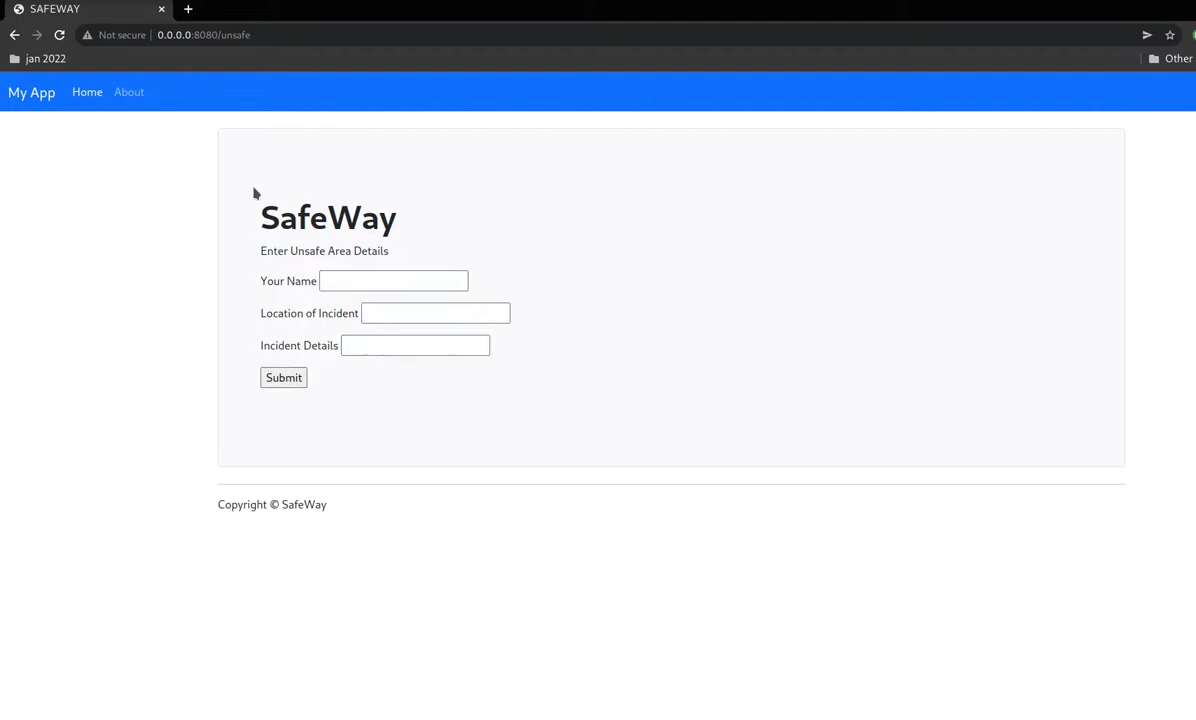 SAFEWAY
Not secure 0.0.0.0:8080/unsafe
jan 2022 Other
My App Home About
SafeWay
Enter Unsafe Area Details
Your Name
Location of Incident
Incident Details
Submit
Copyright © SafeWay